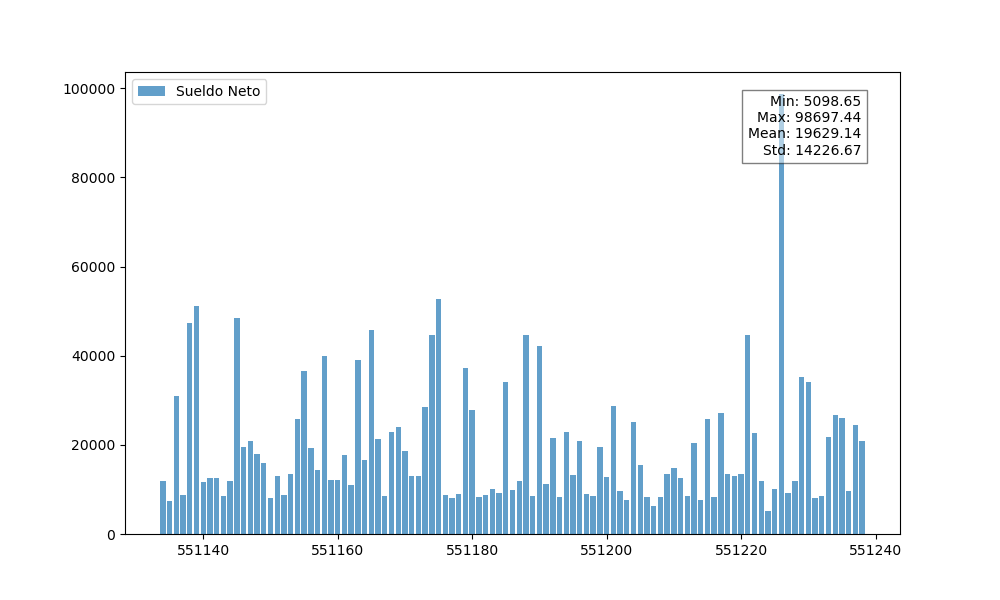 100000
80000
60000
40000
20000
0
Sueldo Neto
Min: 5098.65
Max: 98697.44
Mean: 19629.14
Std: 14226.67
551140
551160
551180
551200
551220
551240